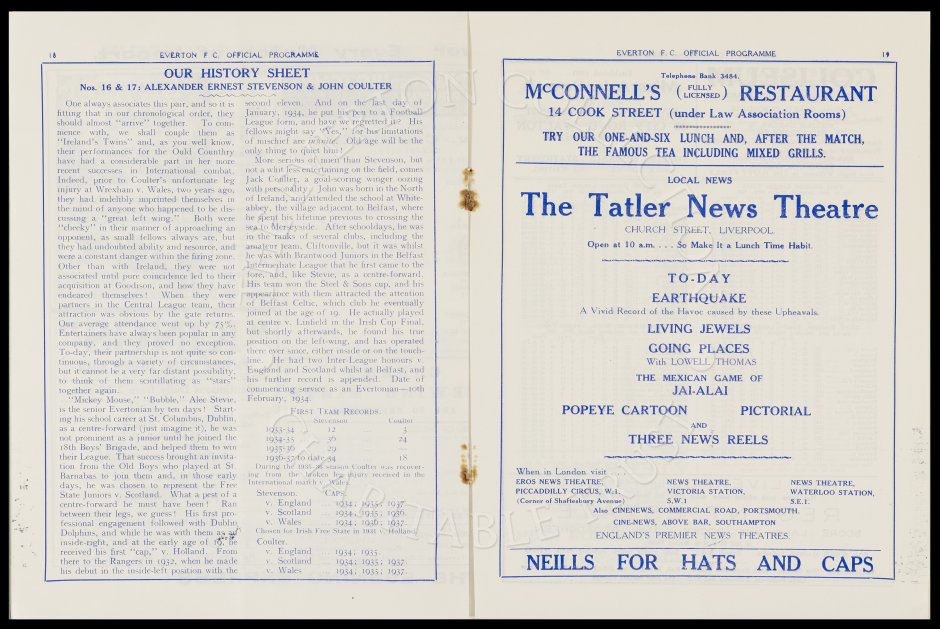 18
EVERTON F. C. OFFICIAL PROGRAMME
OUR HISTORY SHEET
Nos. 16 & 17: ALEXANDER ERNEST STEVENSON & JOHN COULTER
One always associates this pair, and so it is
fitting that in our chronological order, they
should almost "arrive" together. To com-
mence with, we shall couple them as
"Ireland's Twins" and, as you well know,
their performances for the Ould Counthry
have had a considerable part in her more
recent successes in International combat.
Indeed, prior to Coulter's unfortunate leg
injury at Wrexham v. Wales, two years ago,
they had indelibly imprinted themselves in
the mind of anyone who happened to be dis-
cussing a "great left wing." Both were
"cheeky" in their manner of approaching an
opponent, as small fellows always are, but
they had undoubted ability and resource, and
were a constant danger within the firing zone.
Other than with Ireland, they were not
associated until pure coincidence led to their
acquisition at Goodison, and how they have
endeared themselves! When they were
partners in the Central League team, their
attraction was obvious by the gate returns.
Our average attendance went up by 75%.
Entertainers have always been popular in any
company, and they proved no exception.
To-day, their partnership is not quite so con-
tinuous, through a variety of circumstances,
but it cannot be a very far distant possibility,
to think of them scintillating as "stars"
together again.
"Mickey Mouse," "Bubble," Alec Stevie,
is the senior Evertonian by ten days! Start-
ing his school career at St. Columbus, Dublin,
as a centre-forward (just imagine it), he was
not prominent as a junior until he joined the
18th Boys' Brigade, and helped them to win
their League. That success brought an invita-
tion from the Old Boys who played at St.
Barnabas to join them and, in those early
days, he was chosen to represent the Free
State Juniors v. Scotland. What a pest of a
centre-forward he must have been! Ran
between their legs, we guess! His first pro-
fessional engagement followed with Dublin
Dolphins, and while he was with them as an
inside-right, and at the early age of 19, he
received his first "cap," v. Holland. From
there to the Rangers in 1932, when he made
his debut in the inside-left position with the
second eleven. And on the last day of
January, 1934, he put his pen to a Football
League form, and have we regretted it? His
fellows might say "Yes," for his limitations
of mischief are infinite. Old age will be the
only thing to quiet him!
More serious of mien than Stevenson, but
not a whit less entertaining on the field, comes
Jack Coulter, a goal-scoring winger oozing
with personality. John was born in the North
of Ireland, and attended the school at White-
abbey, the village adjacent to Belfast, where
he spent his lifetime previous to crossing the
sea to Merseyside. After schooldays, he was
in the ranks of several clubs, including the
amateur team, Cliftonville, but it was whilst
he was with Brantwood Juniors in the Belfast
Intermediate League that he first came to the
fore, and, like Stevie, as a centre-forward.
His team won the Steel & Sons cup, and his
appearance with them attracted the attention
of Belfast Celtic, which club he eventually
joined at the age of 19. He actually played
at centre v. Linfield in the Irish Cup Final,
but shortly afterwards, he found his true
position on the left-wing, and has operated
there ever since, either inside or on the touch-
line. He had two Inter-League honours v.
England and Scotland whilst at Belfast, and
his further record is appended. Date of
commencing service as an Evertonian—10th
February, 1934.
FIRST TEAM RECORDS.
Stevenson Coulter
1933-34 12 3
1934-35 36 24
1935-36 29
1936-37 to date 34 18
During the 1935-36 season Coulter was recover-
ing from the broken leg injury received in the
International match v. Wales.
Stevenson. CAPS.
v. England ... 1934; 1935; 1937.
v. Scotland ... 1934; 1935; 1936.
v. Wales ... 1934; 1936; 1937.
Chosen for Irish Free State in 1931 v. Holland.
Coulter.
v. England ... 1934; 1935.
v. Scotland ... 1934; 1935; 1937.
v. Wales ... 1934; 1935; 1937.
EVERTON F. C. OFFICIAL PROGRAMME
19
Telephone Bank 3484.
McCONNELL'S (FULLY LICENSED) RESTAURANT
14 COOK STREET (under Law Association Rooms)
TRY OUR ONE-AND-SIX LUNCH AND, AFTER THE MATCH,
THE FAMOUS TEA INCLUDING MIXED GRILLS.
LOCAL NEWS
The Tatler News Theatre
CHURCH STREET, LIVERPOOL.
Open at 10 a.m. . . . . So Make It a Lunch Time Habit.
TO-DAY
EARTHQUAKE
A Vivid Record of the Havoc caused by these Upheavals.
LIVING JEWELS
GOING PLACES
With LOWELL THOMAS
THE MEXICAN GAME OF
JAI-ALAI
POPEYE CARTOON PICTORIAL
AND
THREE NEWS REELS
When in London visit
EROS NEWS THEATRE, NEWS THEATRE, NEWS THEATRE,
PICCADILLY CIRCUS, W.1. VICTORIA STATION, WATERLOO STATION,
(Corner of Shaftesbury Avenue) S.W.1 S.E.1.
Also CINENEWS, COMMERCIAL ROAD, PORTSMOUTH.
CINE-NEWS, ABOVE BAR, SOUTHAMPTON
ENGLAND'S PREMIER NEWS THEATRES.
NEILLS FOR HATS AND CAPS